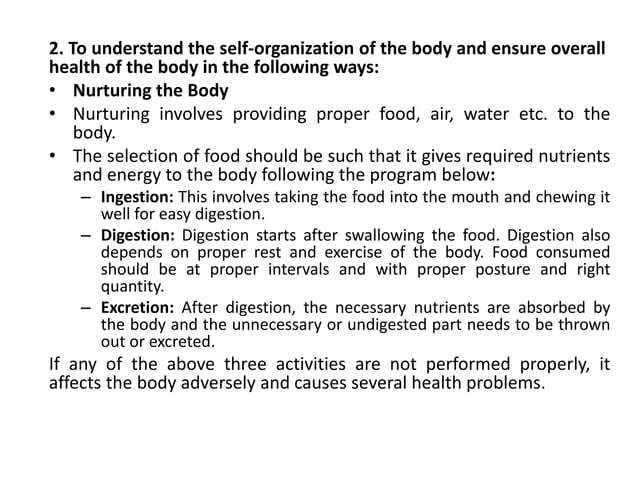 2. To understand the self-organization of the body and ensure overall
health of the body in the following ways:
• Nurturing the Body
• Nurturing involves providing proper food, air, water etc. to the
body.
• The selection of food should be such that it gives required nutrients
and energy to the body following the program below:
– Ingestion: This involves taking the food into the mouth and chewing it
well for easy digestion.
– Digestion: Digestion starts after swallowing the food. Digestion also
depends on proper rest and exercise of the body. Food consumed
should be at proper intervals and with proper posture and right
quantity.
– Excretion: After digestion, the necessary nutrients are absorbed by
the body and the unnecessary or undigested part needs to be thrown
out or excreted.
If any of the above three activities are not performed properly, it
affects the body adversely and causes several health problems.